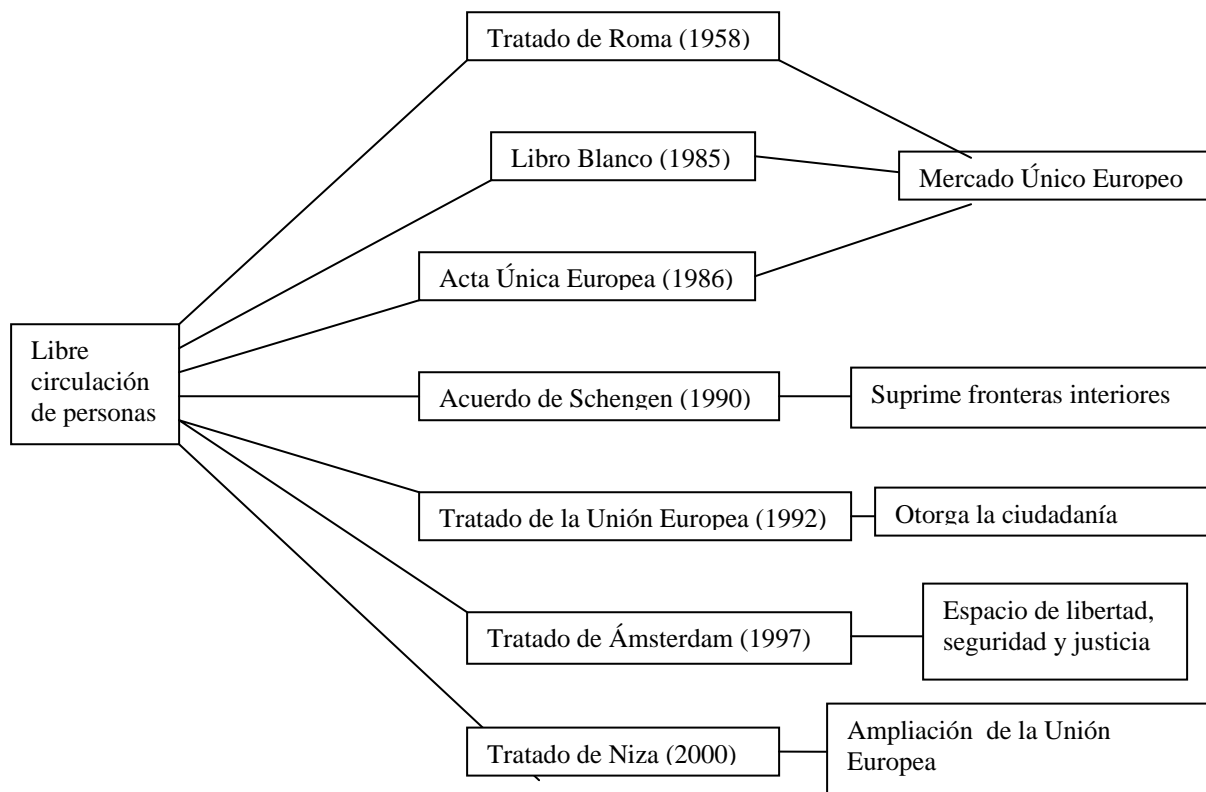 Tratado de Roma (1958)
Libro Blanco (1985)
Mercado Único Europeo
Acta Única Europea (1986)
Libre
circulación
de personas
Acuerdo de Schengen (1990)
Suprime fronteras interiores
Tratado de la Unión Europea (1992)
Otorga la ciudadanía
Tratado de Ámsterdam (1997)
Espacio de libertad,
seguridad y justicia
Tratado de Niza (2000)
Ampliación de la Unión
Europea